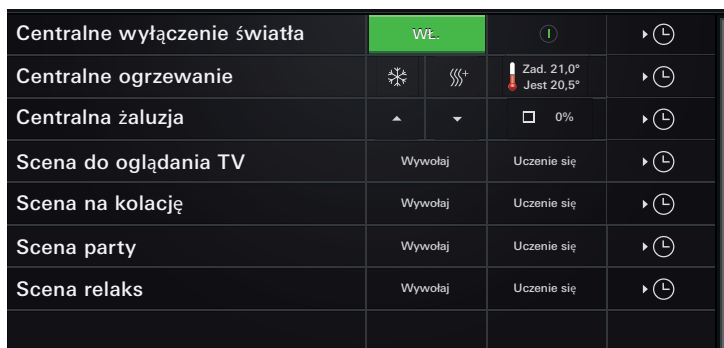 Centralne wyłączenie światła WŁ.
Centralne ogrzewanie Zad. 21,0°
Jest 20,5°
Centralna żaluzja 0%
Scena do oglądania TV Wywołaj Uczenie się
Scena na kolację Wywołaj Uczenie się
Scena party Wywołaj Uczenie się
Scena relaks Wywołaj Uczenie się